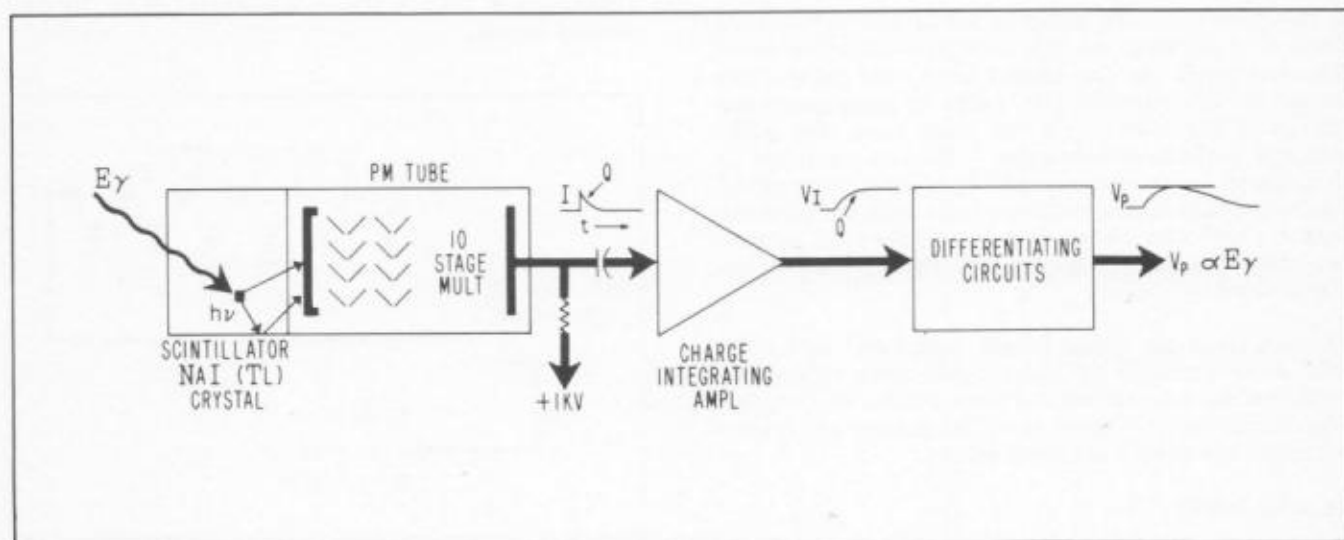 PM TUBE
Eγ
hν
10
STAGE
MULT
SCINTILLATOR
NAI (TL)
CRYSTAL
I
Q
t
+1KV
CHARGE
INTEGRATING
AMPL
VI
Q
DIFFERENTIATING
CIRCUITS
VP
VP ∝Eγ